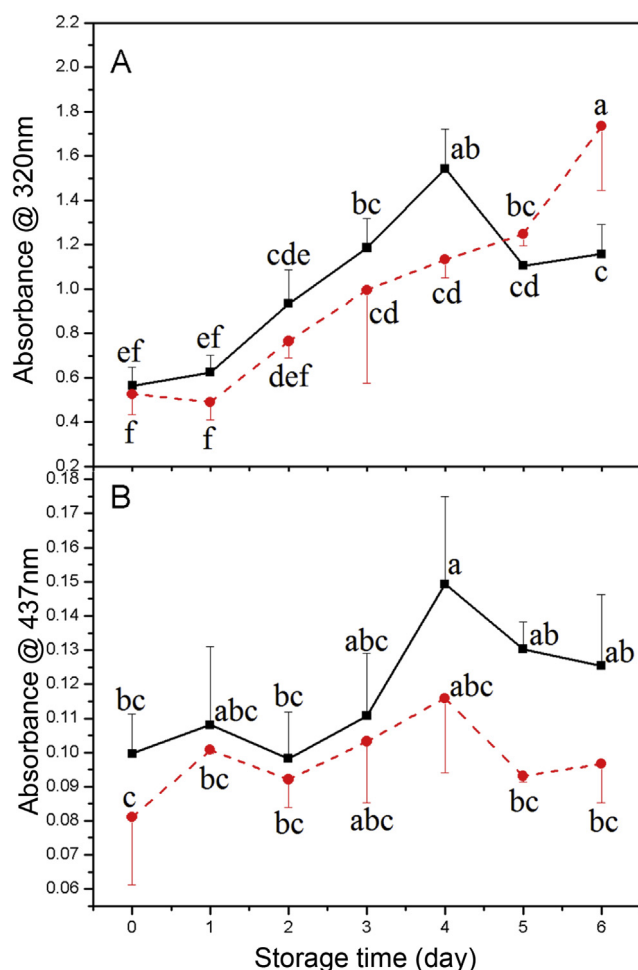 A
Absorbance @ 320nm
2.2
2.0
1.8
1.6
1.4
1.2
1.0
0.8
0.6
0.4
0.2
ef
ef
cde
bc
ab
bc
a
f
f
def
cd
cd
cd
c
B
Absorbance @ 437nm
0.18
0.17
0.16
0.15
0.14
0.13
0.12
0.11
0.10
0.09
0.08
0.07
0.06
bc
abc
bc
abc
a
ab
ab
c
bc
bc
abc
abc
bc
bc
0 1 2 3 4 5 6
Storage time (day)